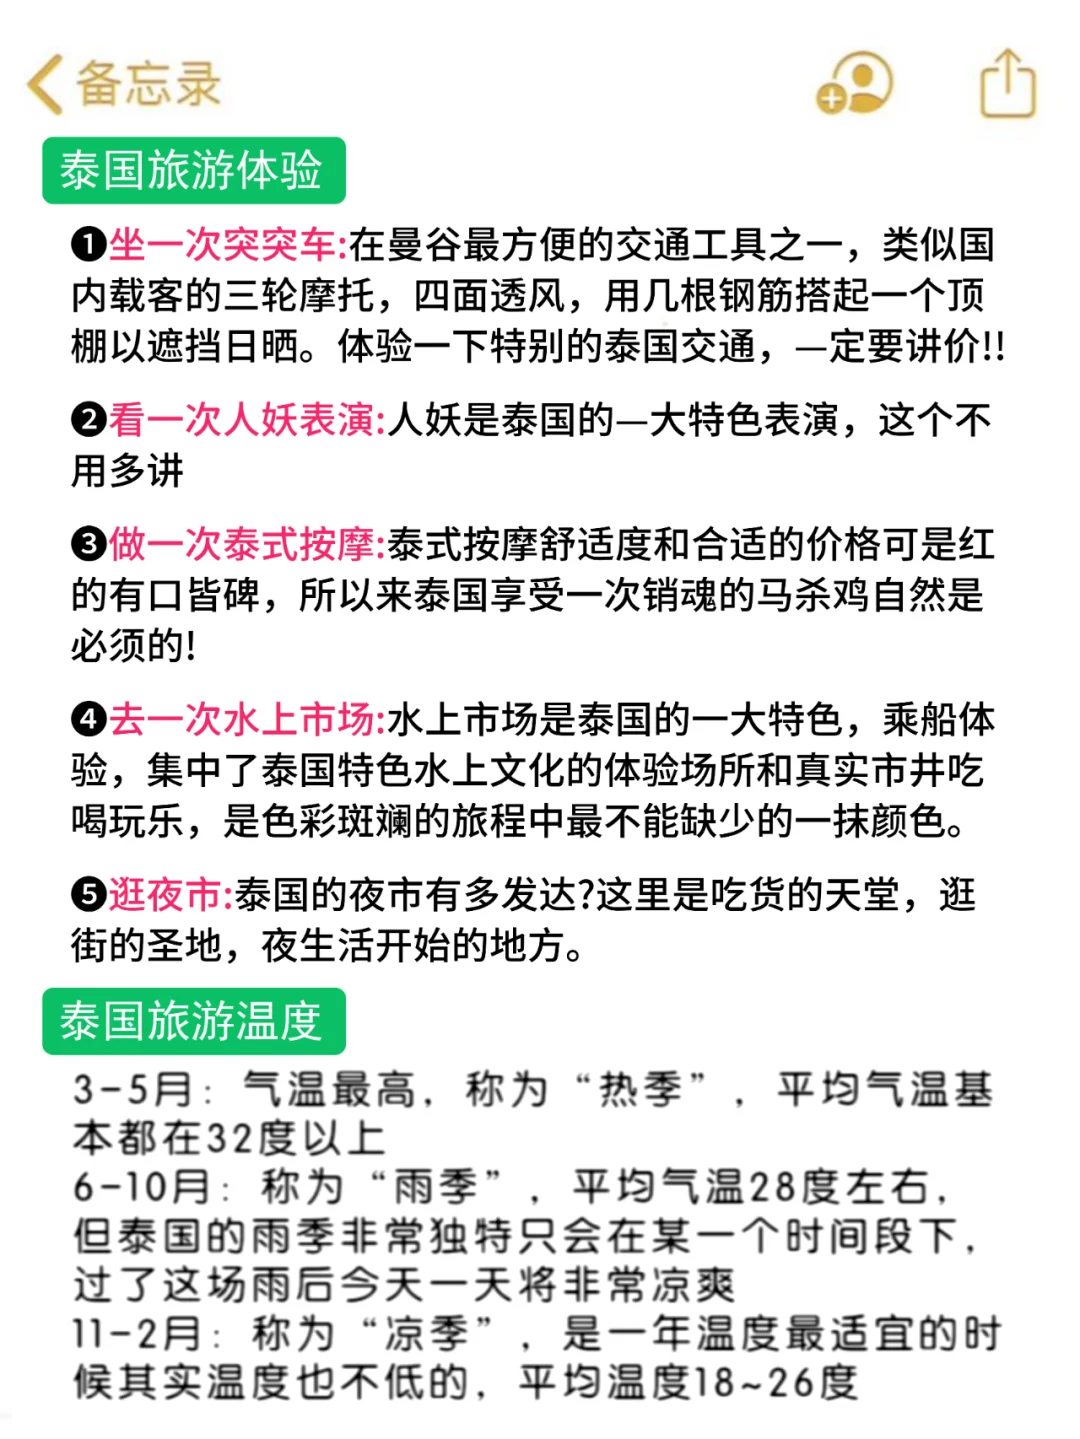 备忘录
泰国旅游体验
❶坐一次突突车:在曼谷最方便的交通工具之一，类似国
内载客的三轮摩托，四面透风，用几根钢筋搭起一个顶
棚以遮挡日晒。体验一下特别的泰国交通，—定要讲价!!
❷看一次人妖表演:人妖是泰国的—大特色表演，这个不
用多讲
❸做一次泰式按摩:泰式按摩舒适度和合适的价格可是红
的有口皆碑，所以来泰国享受一次销魂的马杀鸡自然是
必须的!
❹去一次水上市场:水上市场是泰国的一大特色，乘船体
验，集中了泰国特色水上文化的体验场所和真实市井吃
喝玩乐，是色彩斑斓的旅程中最不能缺少的一抹颜色。
❺逛夜市:泰国的夜市有多发达?这里是吃货的天堂，逛
街的圣地，夜生活开始的地方。
泰国旅游温度
3-5月：气温最高，称为“热季”，平均气温基
本都在32度以上
6-10月：称为“雨季”，平均气温28度左右，
但泰国的雨季非常独特只会在某一个时间段下，
过了这场雨后今天一天将非常凉爽
11-2月：称为“凉季”，是一年温度最适宜的时
候其实温度也不低的，平均温度18~26度